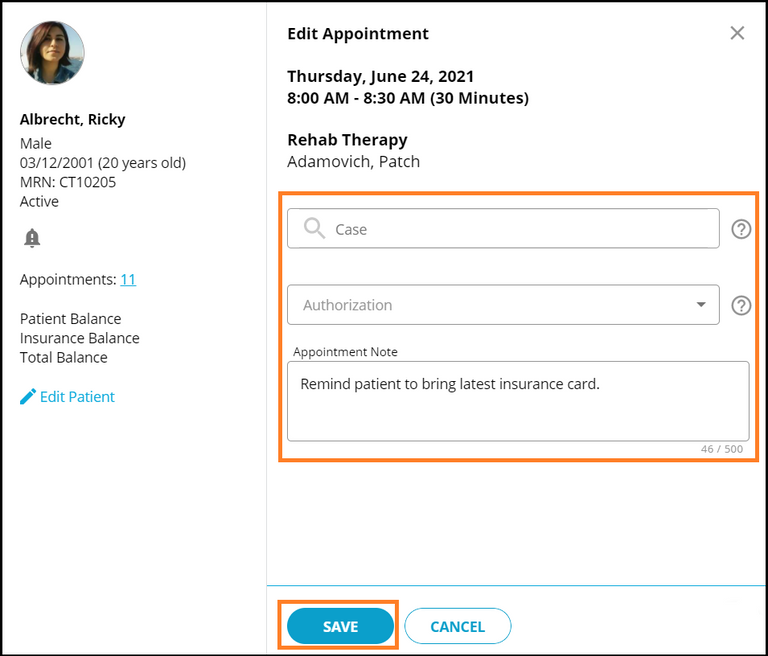 Albrecht, Ricky
Male
03/12/2001 (20 years old)
MRN: CT10205
Active
Appointments: 11
Patient Balance
Insurance Balance
Total Balance
Edit Patient
Edit Appointment
Thursday, June 24, 2021
8:00 AM - 8:30 AM (30 Minutes)
Rehab Therapy
Adamovich, Patch
Case
Authorization
Appointment Note
Remind patient to bring latest insurance card.
46 / 500
SAVE
CANCEL